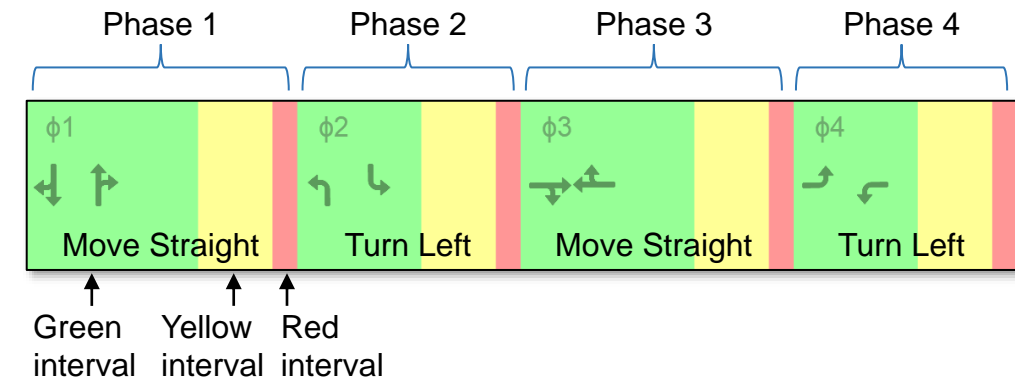 Phase 1 Phase 2 Phase 3 Phase 4
ϕ1 ϕ2 ϕ3 ϕ4
Move Straight Turn Left Move Straight Turn Left
Green Yellow Red
interval interval interval